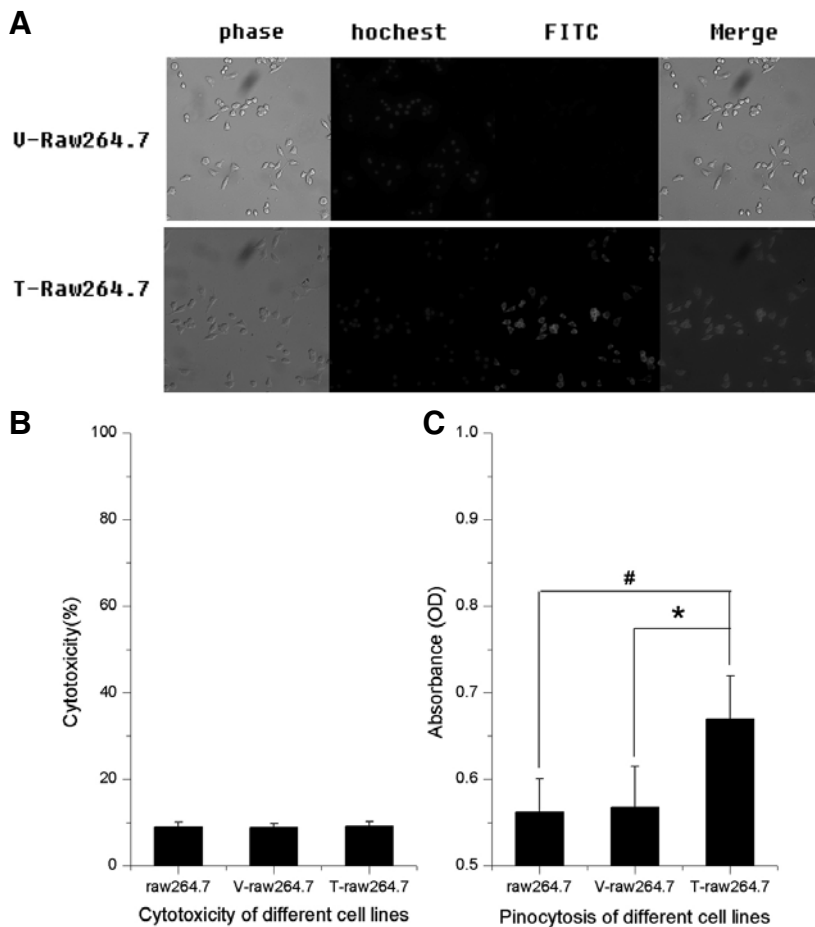 A
phase hochest FITC Merge
V-Raw264.7
T-Raw264.7
B
100
80
60
40
20
0
Cytotoxicity(%)
raw264.7 V-raw264.7 T-raw264.7
Cytotoxicity of different cell lines
C
1.0
0.9
0.8
0.7
0.6
0.5
Absorbance (OD)
#
*
raw264.7 V-raw264.7 T-raw264.7
Pinocytosis of different cell lines